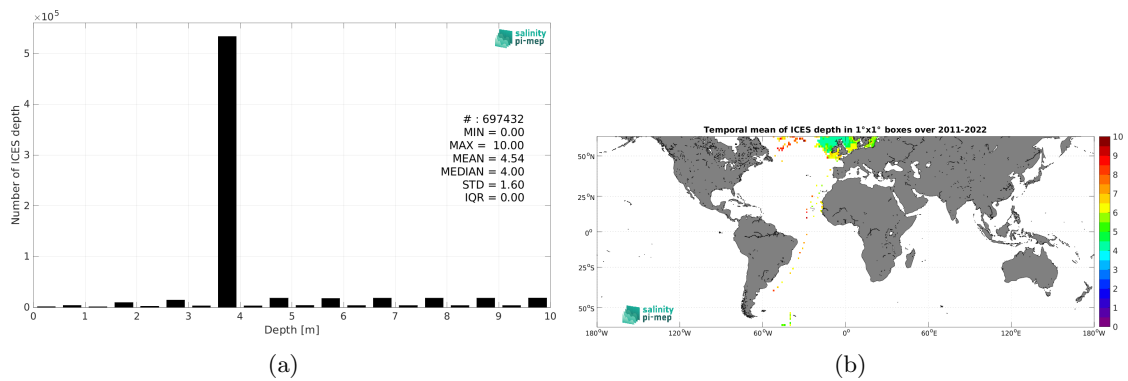 ×10⁵
5
4
3
2
1
0
Number of ICES depth
salinity
pi-mep
# : 697432
MIN = 0.00
MAX = 10.00
MEAN = 4.54
MEDIAN = 4.00
STD = 1.60
IQR = 0.00
0 1 2 3 4 5 6 7 8 9 10
Depth [m]
(a)
Temporal mean of ICES depth in 1°x1° boxes over 2011-2022
50°N
25°N
0°
25°S
50°S
salinity
pi-mep
180°W 120°W 60°W 0° 60°E 120°E 180°W
10
9
8
7
6
5
4
3
2
1
0
(b)